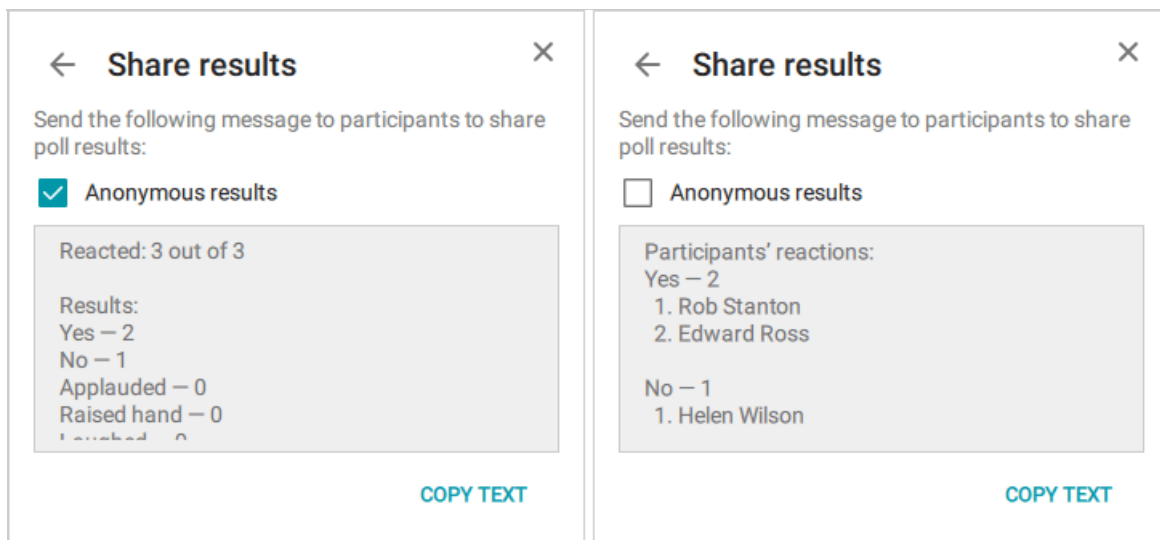 Share results
Send the following message to participants to share
poll results:
Anonymous results
Reacted: 3 out of 3
Results:
Yes — 2
No — 1
Applauded — 0
Raised hand — 0
Laughed — 0
COPY TEXT
Share results
Send the following message to participants to share
poll results:
Anonymous results
Participants’ reactions:
Yes — 2
1. Rob Stanton
2. Edward Ross
No — 1
1. Helen Wilson
COPY TEXT